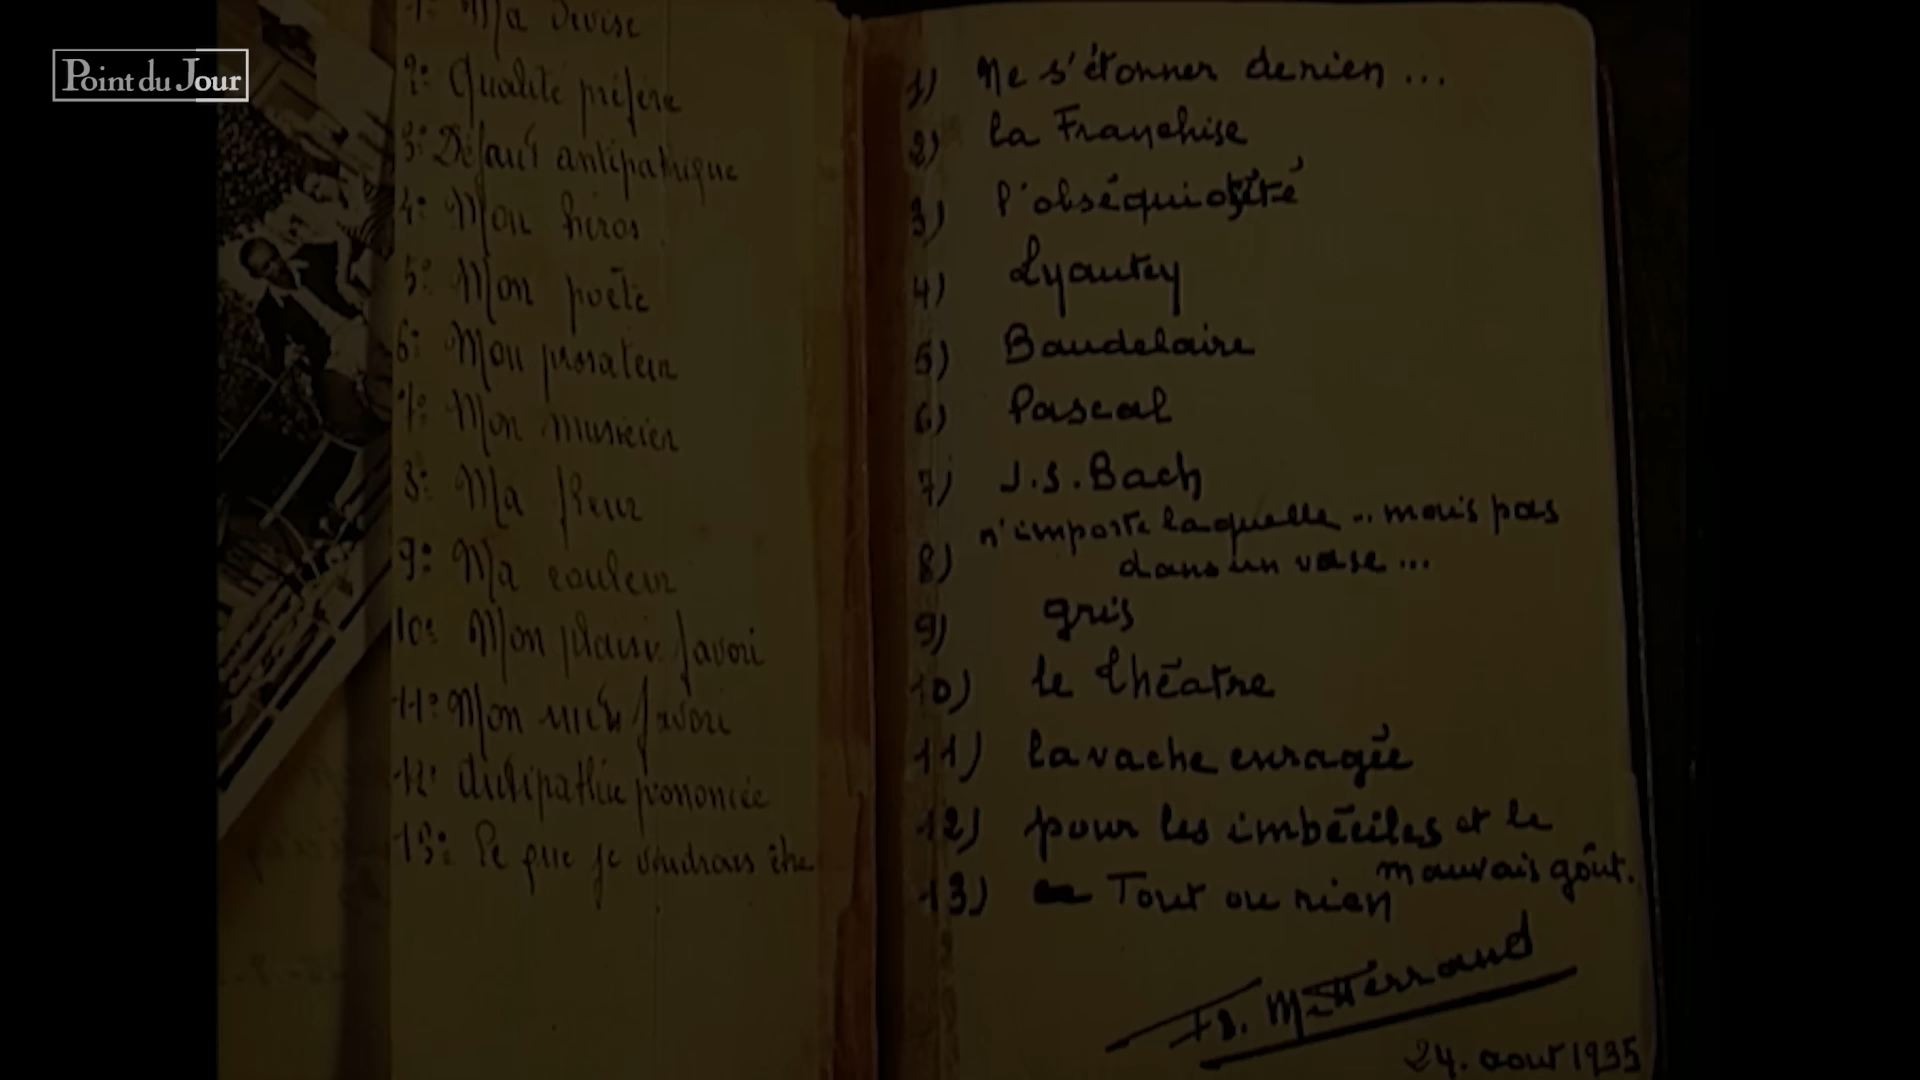 Point du Jour
1: Ma devise
2: Qualité préféré
3: Défaut antipathique
4: Mon héros
5: Mon poète
6: Mon prosateur
7: Mon musicien
8: Ma fleur
9: Ma couleur
10: Mon plaisir favori
11: Mon mets favori
12: Antipathie prononcée
13: Ce que je voudrais être
1) Ne s'étonner de rien ...
2) la Franchise
3) l'obséquiosité
4) Lyautey
5) Baudelaire
6) Pascal
7) J.S. Bach
8) n'importe laquelle ... mais pas
dans un vase ...
9) gris
10) le théatre
11) la vache enragée
12) pour les imbéciles et le
mauvais goût.
13) Tout ou rien
Mitterrand
24. aout 1935